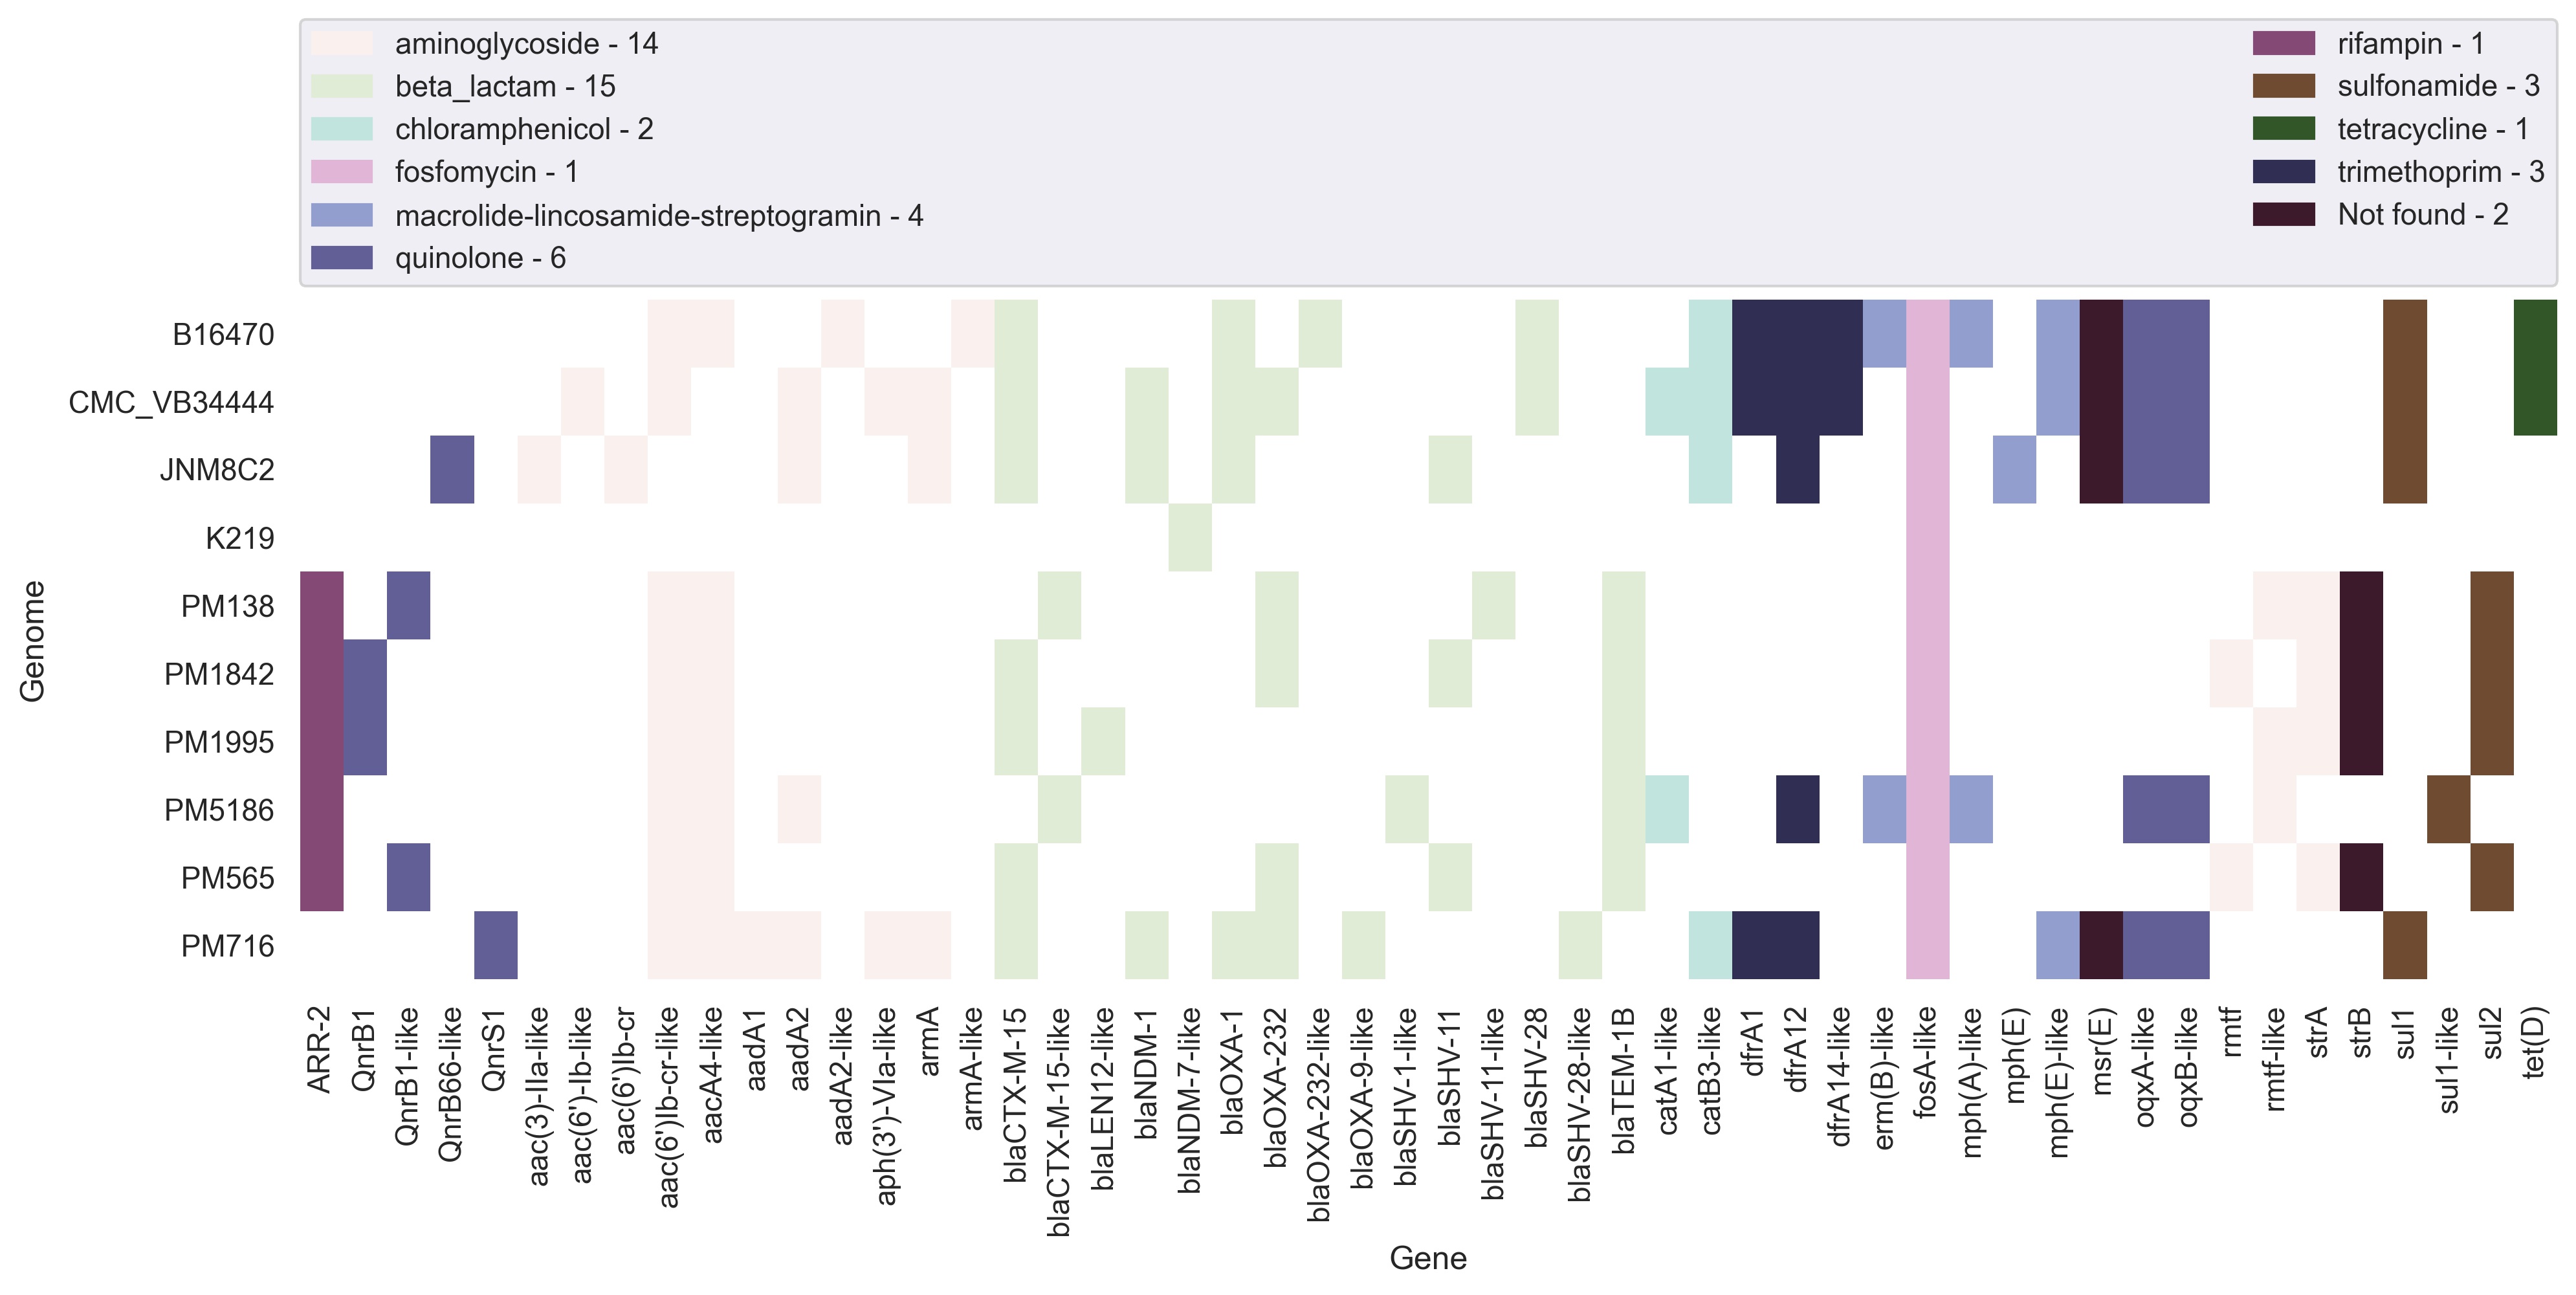 aminoglycoside - 14
beta_lactam - 15
chloramphenicol - 2
fosfomycin - 1
macrolide-lincosamide-streptogramin - 4
quinolone - 6
rifampin - 1
sulfonamide - 3
tetracycline - 1
trimethoprim - 3
Not found - 2
Genome
B16470
CMC_VB34444
JNM8C2
K219
PM138
PM1842
PM1995
PM5186
PM565
PM716
ARR-2
QnrB1
QnrB1-like
QnrB66-like
QnrS1
aac(3)-IIa-like
aac(6')-Ib-like
aac(6')Ib-cr
aac(6')Ib-cr-like
aacA4-like
aadA1
aadA2
aadA2-like
aph(3')-VIa-like
armA
armA-like
blaCTX-M-15
blaCTX-M-15-like
blaLEN12-like
blaNDM-1
blaNDM-7-like
blaOXA-1
blaOXA-232
blaOXA-232-like
blaOXA-9-like
blaSHV-1-like
blaSHV-11
blaSHV-11-like
blaSHV-28
blaSHV-28-like
blaTEM-1B
catA1-like
catB3-like
dfrA1
dfrA12
dfrA14-like
erm(B)-like
fosA-like
mph(A)-like
mph(E)
mph(E)-like
msr(E)
oqxA-like
oqxB-like
rmtf
rmtf-like
strA
strB
sul1
sul1-like
sul2
tet(D)
Gene